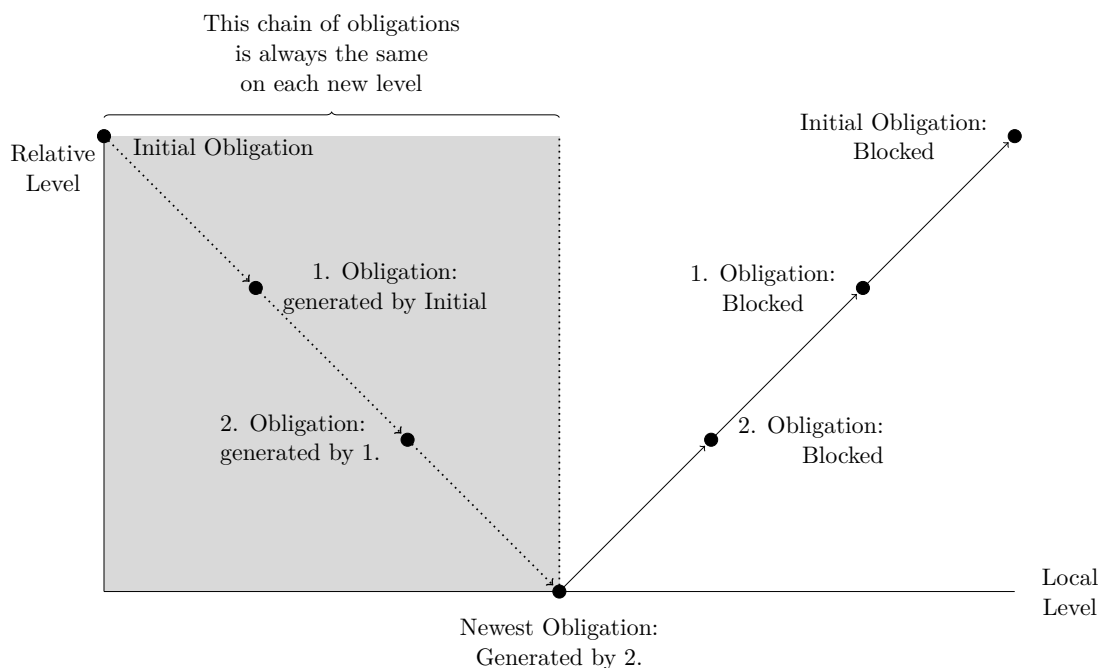 This chain of obligations
is always the same
on each new level
Relative
Level
Initial Obligation
Initial Obligation:
Blocked
1. Obligation:
generated by Initial
1. Obligation:
Blocked
2. Obligation:
generated by 1.
2. Obligation:
Blocked
Local
Level
Newest Obligation:
Generated by 2.